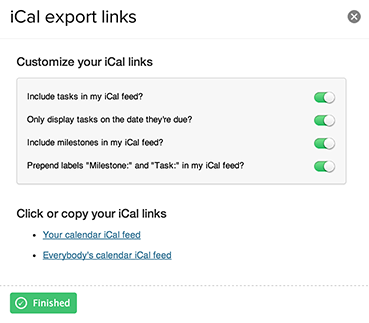 iCal export links
Customize your iCal links
Include tasks in my iCal feed?
Only display tasks on the date they're due?
Include milestones in my iCal feed?
Prepend labels "Milestone:" and "Task:" in my iCal feed?
Click or copy your iCal links
Your calendar iCal feed
Everybody's calendar iCal feed
Finished